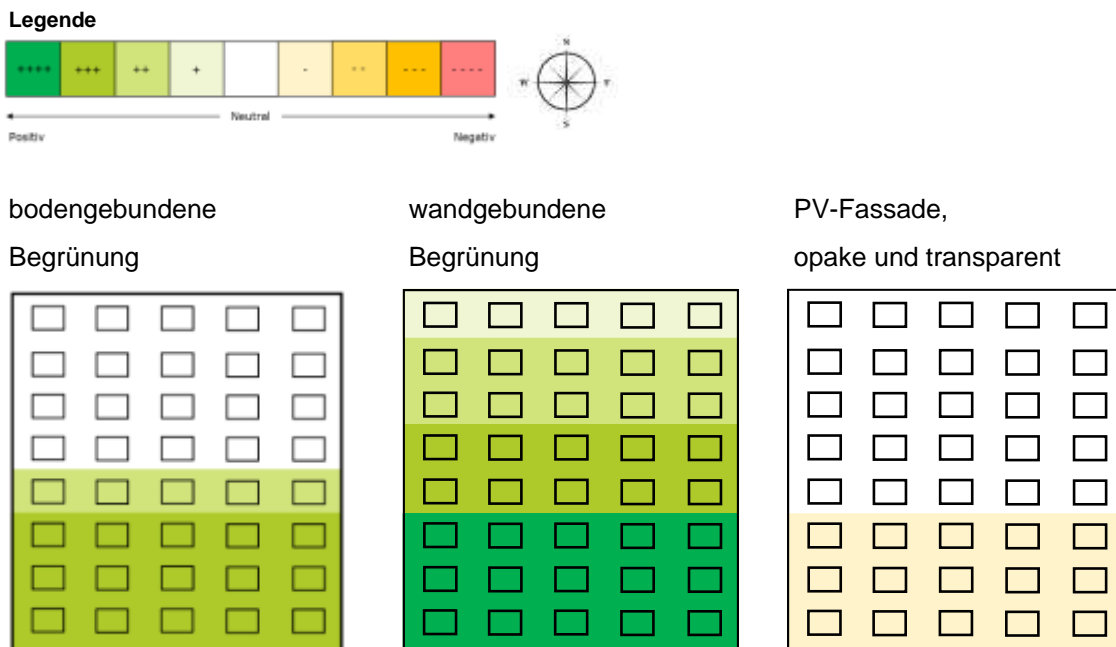 Legende
++++ +++ ++ + - -- --- ----
N
W
S
Neutral
Positiv Negativ
bodengebundene wandgebundene PV-Fassade,
Begrünung Begrünung opake und transparent